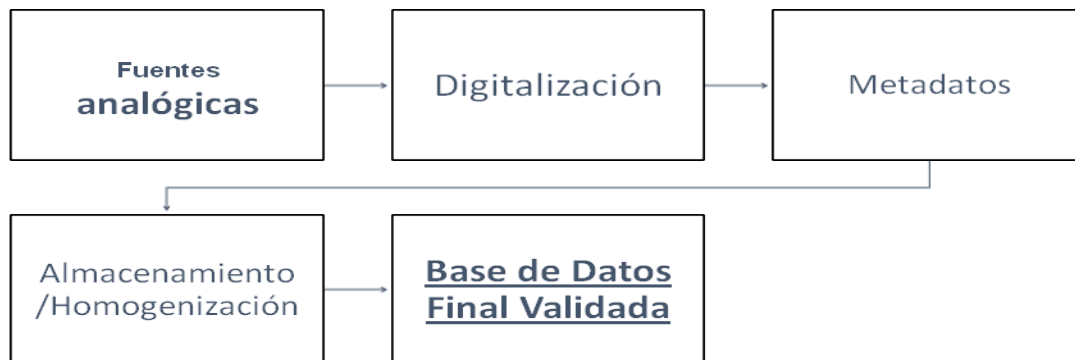 Fuentes
analógicas
Digitalización
Metadatos
Almacenamiento
/Homogenización
Base de Datos
Final Validada